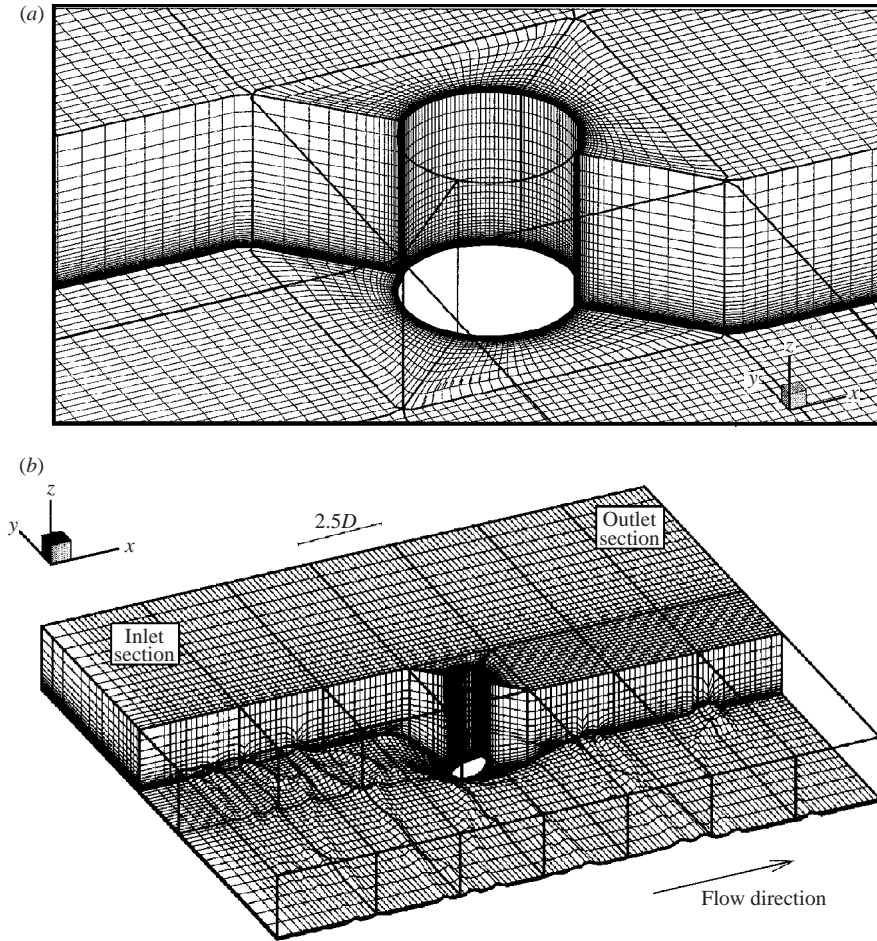 (a)
z
y
x
(b)
z
y
x
2.5D
Outlet
section
Inlet
section
Flow direction